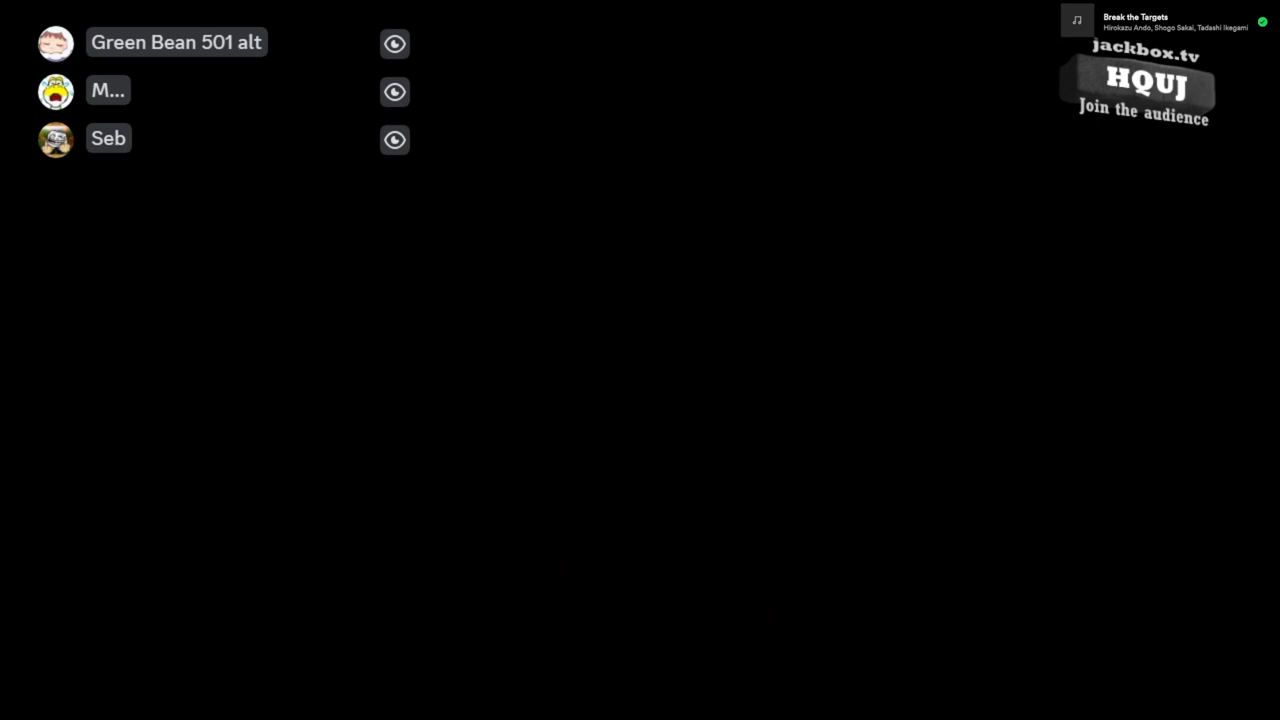 Green Bean 501 alt
M...
Seb
Break the Targets
Hirokazu Ando, Shogo Sakai, Tadashi Ikegami
jackbox.tv
HQUJ
Join the audience